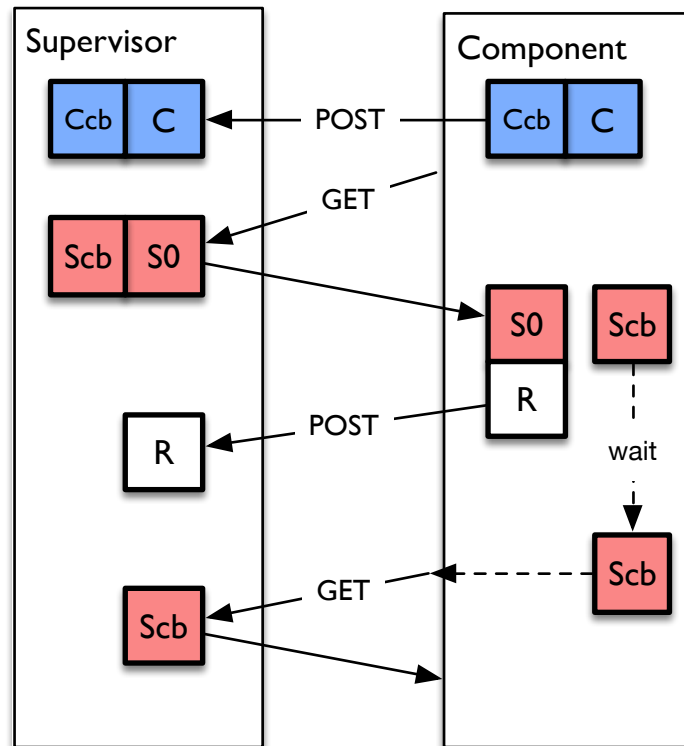 Supervisor
Component
Ccb
C
POST
Ccb
C
GET
Scb
S0
S0
Scb
R
POST
R
wait
Scb
GET
Scb